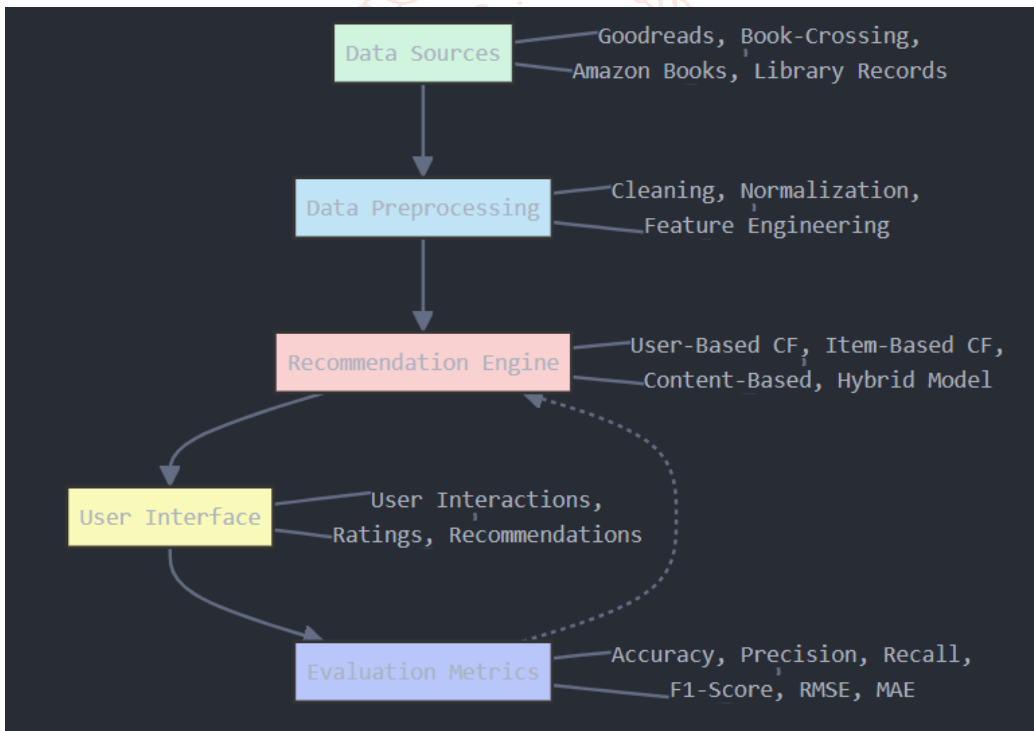 Data Sources
Goodreads, Book-Crossing,
Amazon Books, Library Records
Data Preprocessing
Cleaning, Normalization,
Feature Engineering
Recommendation Engine
User-Based CF, Item-Based CF,
Content-Based, Hybrid Model
User Interface
User Interactions,
Ratings, Recommendations
Evaluation Metrics
Accuracy, Precision, Recall,
F1-Score, RMSE, MAE